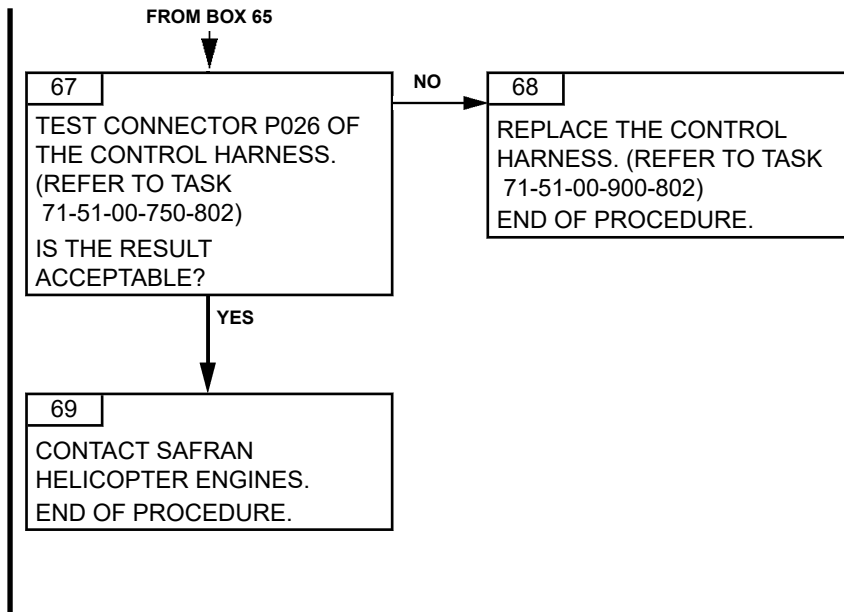 FROM BOX 65
67
TEST CONNECTOR P026 OF
THE CONTROL HARNESS.
(REFER TO TASK
71-51-00-750-802)
IS THE RESULT
ACCEPTABLE?
NO
68
REPLACE THE CONTROL
HARNESS. (REFER TO TASK
71-51-00-900-802)
END OF PROCEDURE.
YES
69
CONTACT SAFRAN
HELICOPTER ENGINES.
END OF PROCEDURE.